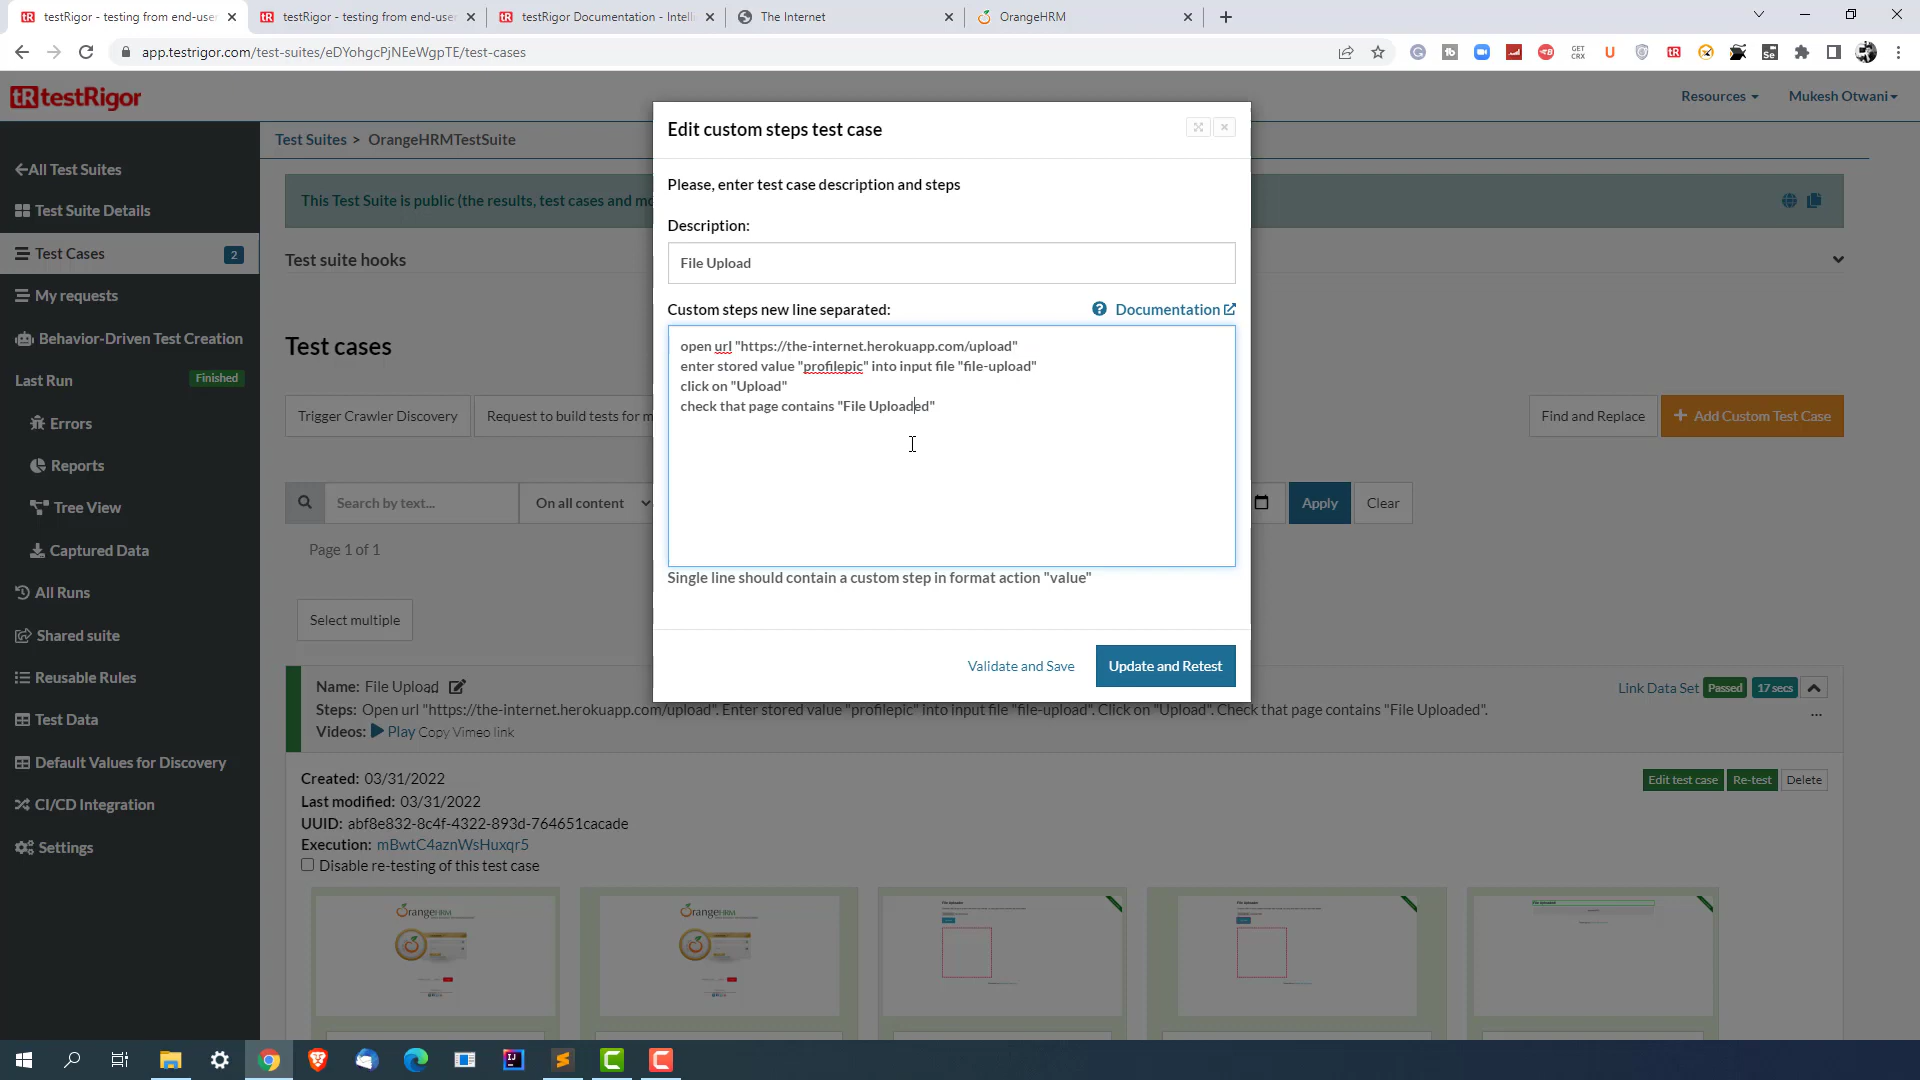 testRigor - testing from end-user
testRigor - testing from end-user
testRigor Documentation - Intelli
The Internet
OrangeHRM
app.testrigor.com/test-suites/eDYohgcPjNEeWgpTE/test-cases
GET
CRX
testRigor
Resources
Mukesh Otwani
All Test Suites
Test Suite Details
Test Cases
2
My requests
Behavior-Driven Test Creation
Last Run
Finished
Errors
Reports
Tree View
Captured Data
All Runs
Shared suite
Reusable Rules
Test Data
Default Values for Discovery
CI/CD Integration
Settings
Test Suites > OrangeHRMTestSuite
This Test Suite is public (the results, test cases and mo
Test suite hooks
Test cases
Trigger Crawler Discovery
Request to build tests for m
Find and Replace
+ Add Custom Test Case
Search by text...
On all content
Apply
Clear
Page 1 of 1
Select multiple
Edit custom steps test case
Please, enter test case description and steps
Description:
File Upload
Custom steps new line separated:
Documentation
open url "https://the-internet.herokuapp.com/upload"
enter stored value "profilepic" into input file "file-upload"
click on "Upload"
check that page contains "File Uploaded"
Single line should contain a custom step in format action "value"
Validate and Save
Update and Retest
Name: File Upload
Link Data Set
Passed
17 secs
Steps: Open url "https://the-internet.herokuapp.com/upload". Enter stored value "profilepic" into input file "file-upload". Click on "Upload". Check that page contains "File Uploaded".
...
Videos: Play Copy Vimeo link
Created: 03/31/2022
Edit test case
Re-test
Delete
Last modified: 03/31/2022
UUID: abf8e832-8c4f-4322-893d-764651cacade
Execution: mBwtC4aznWsHuxqr5
Disable re-testing of this test case
OrangeHRM
OrangeHRM
File Uploader
File Uploader
File Uploaded!